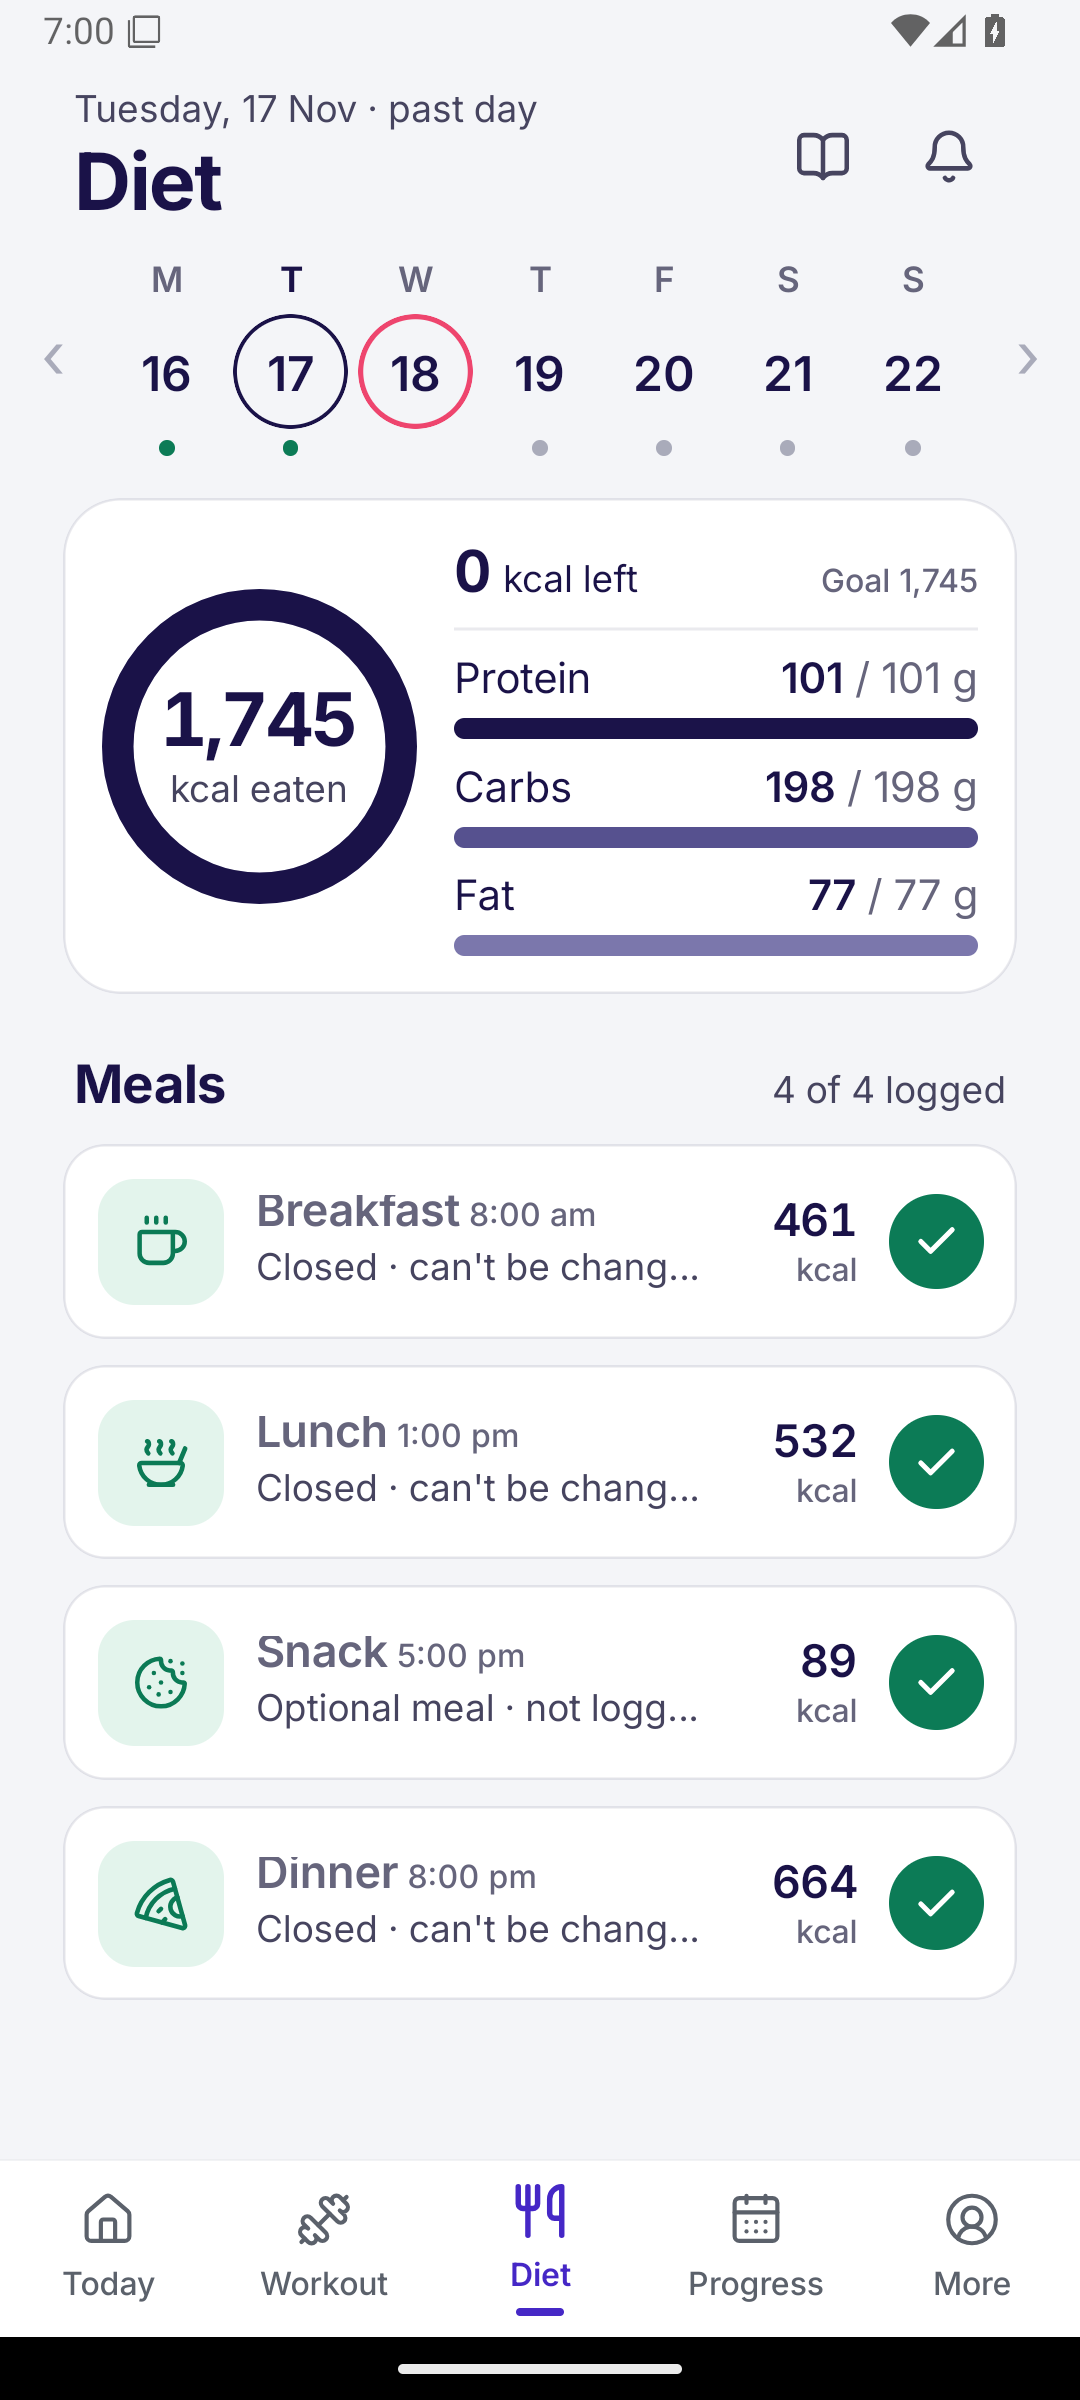 7:00
Tuesday, 17 Nov · past day
Diet
M T W T F S S
‹ 16 17 18 19 20 21 22 ›
0 kcal left Goal 1,745
1,745
kcal eaten
Protein 101 / 101 g
Carbs 198 / 198 g
Fat 77 / 77 g
Meals 4 of 4 logged
Breakfast 8:00 am
Closed · can't be chang...
461
kcal
Lunch 1:00 pm
Closed · can't be chang...
532
kcal
Snack 5:00 pm
Optional meal · not logg...
89
kcal
Dinner 8:00 pm
Closed · can't be chang...
664
kcal
Today Workout Diet Progress More